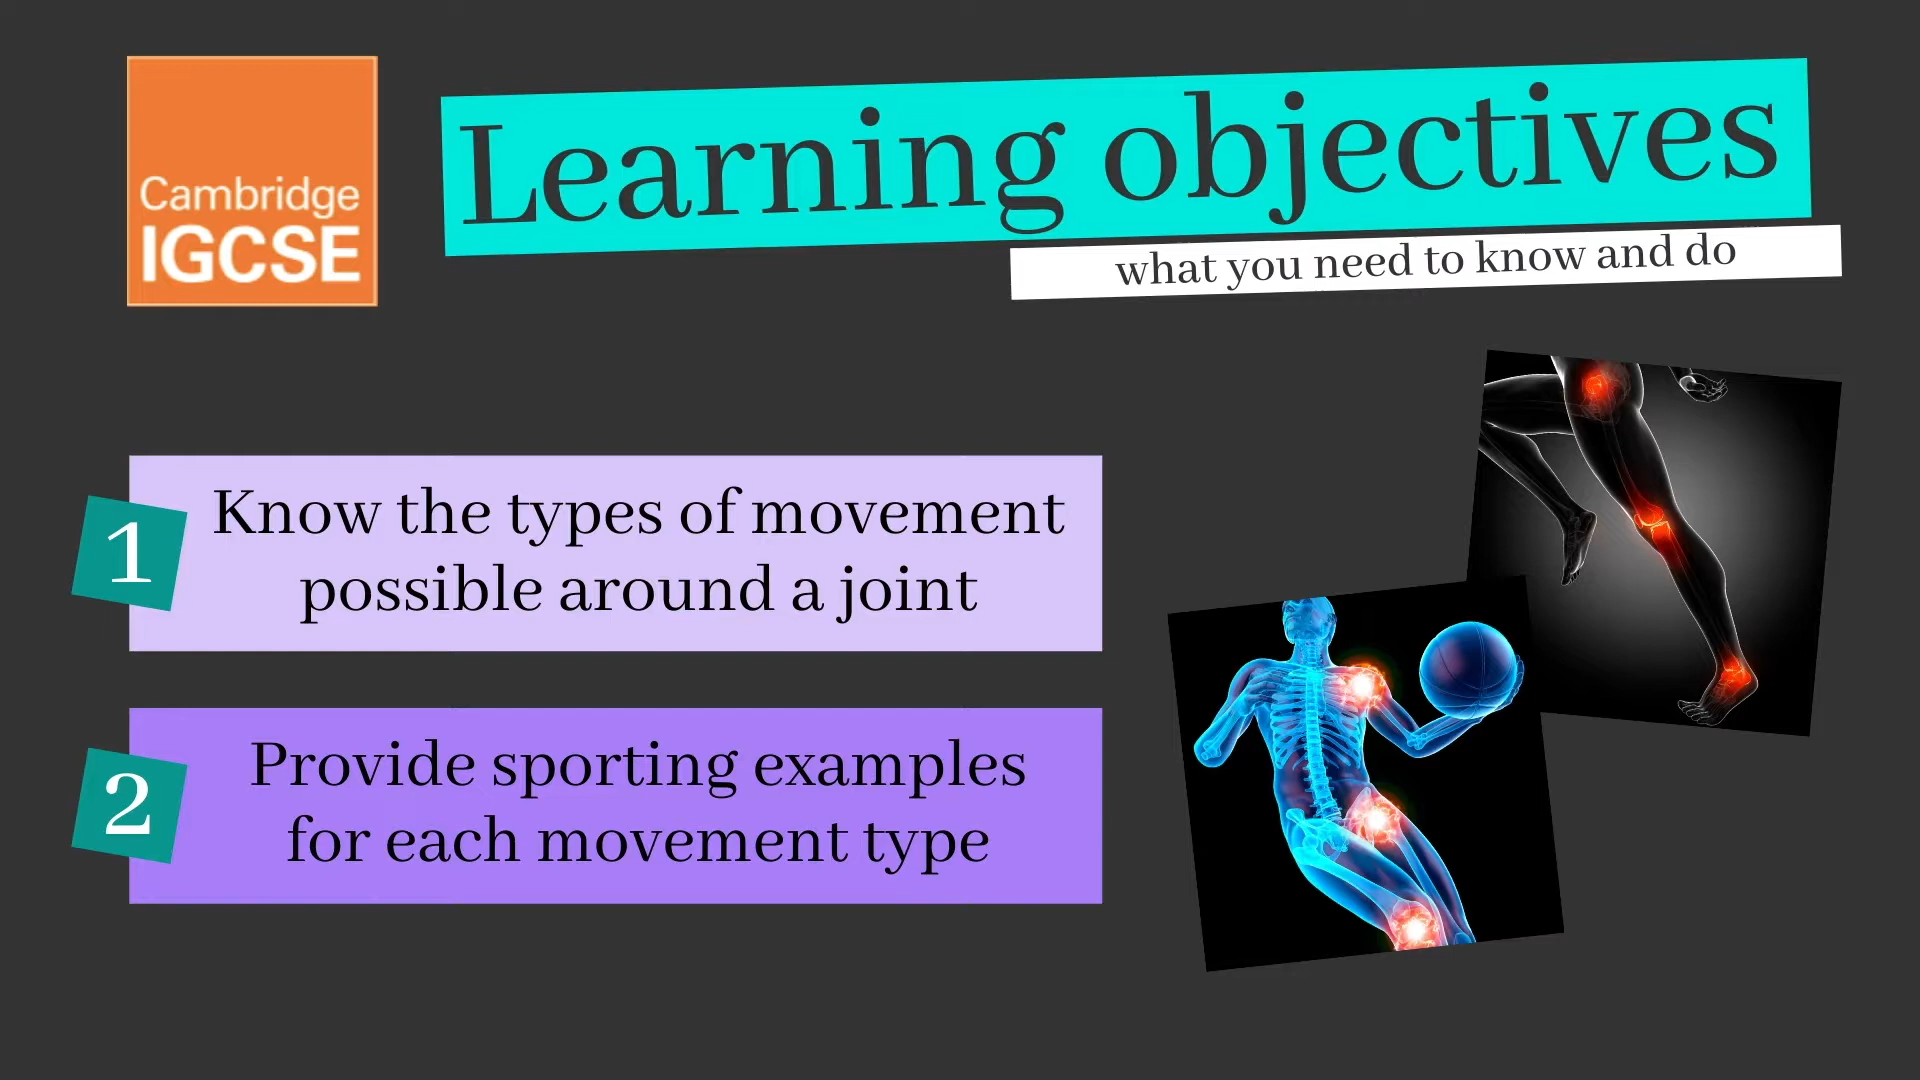 Cambridge
IGCSE
Learning objectives
what you need to know and do
1
Know the types of movement
possible around a joint
2
Provide sporting examples
for each movement type